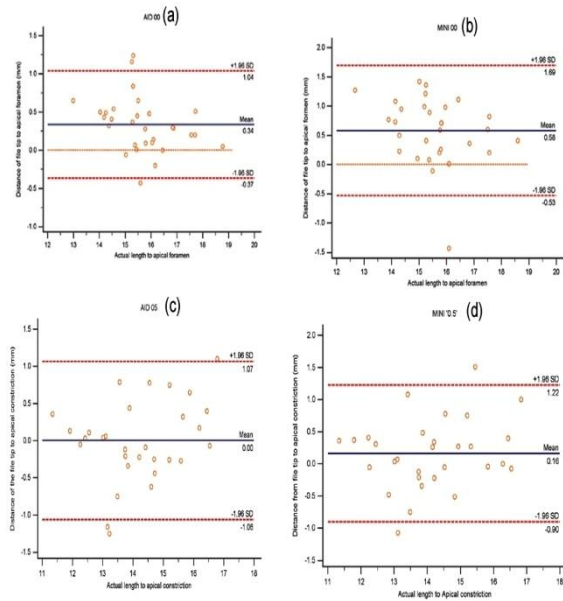 AIO 00 (a)
Distance of file tip to apical foramen (mm)
1.5
1.0
0.5
0.0
-0.5
-1.0
+1.96 SD
1.04
Mean
0.34
-1.96 SD
-0.37
12 13 14 15 16 17 18 19 20
Actual length to apical foramen
MINI 00 (b)
Distance of file tip to apical formen (mm)
2.0
1.5
1.0
0.5
0.0
-0.5
-1.0
-1.5
+1.96 SD
1.69
Mean
0.58
-1.96 SD
-0.53
12 13 14 15 16 17 18 19 20
Actual length to apical foramen
(c)
AIO 05
Distance of the file tip to apical constriction (mm)
1.5
1.0
0.5
0.0
-0.5
-1.0
-1.5
+1.96 SD
1.07
Mean
0.00
-1.96 SD
-1.06
11 12 13 14 15 16 17 18
Actual length to apical constriction
(d)
MINI '0.5'
Distance from file tip to apical constriction (mm)
2.0
1.5
1.0
0.5
0.0
-0.5
-1.0
-1.5
+1.96 SD
1.22
Mean
0.16
-1.96 SD
-0.90
11 12 13 14 15 16 17 18
Actual length to Apical constriction